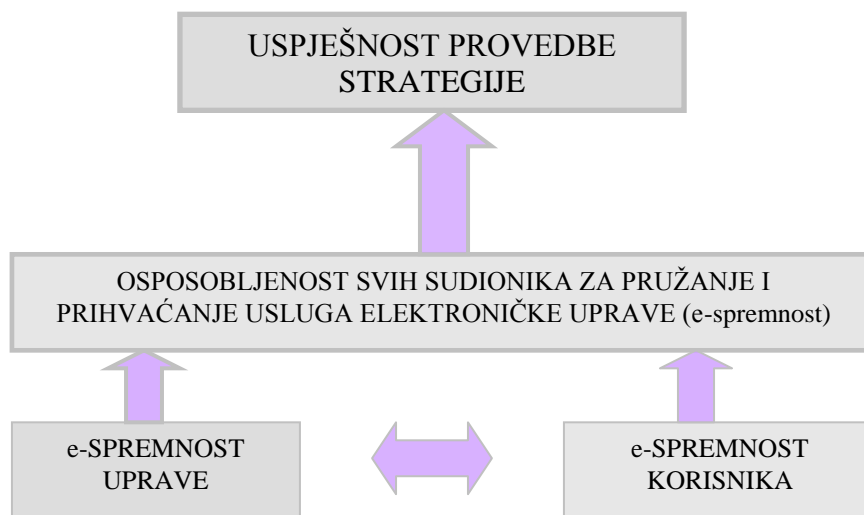 USPJEŠNOST PROVEDBE
STRATEGIJE
OSPOSOBLJENOST SVIH SUDIONIKA ZA PRUŽANJE I
PRIHVAĆANJE USLUGA ELEKTRONIČKE UPRAVE (e-spremnost)
e-SPREMNOST
UPRAVE
e-SPREMNOST
KORISNIKA